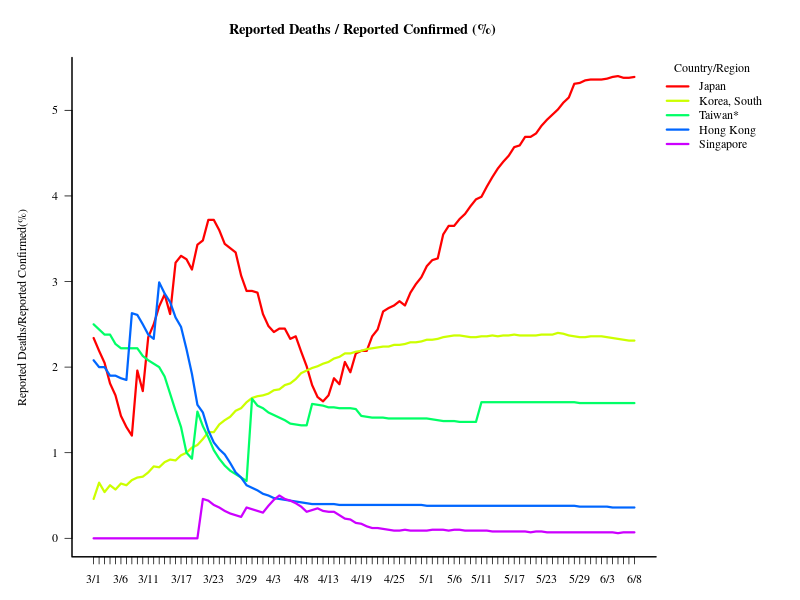 Reported Deaths / Reported Confirmed (%)
Country/Region
Japan
Korea, South
Taiwan*
Hong Kong
Singapore
Reported Deaths/Reported Confirmed(%)
5
4
3
2
1
0
3/1 3/6 3/11 3/17 3/23 3/29 4/3 4/8 4/13 4/19 4/25 5/1 5/6 5/11 5/17 5/23 5/29 6/3 6/8